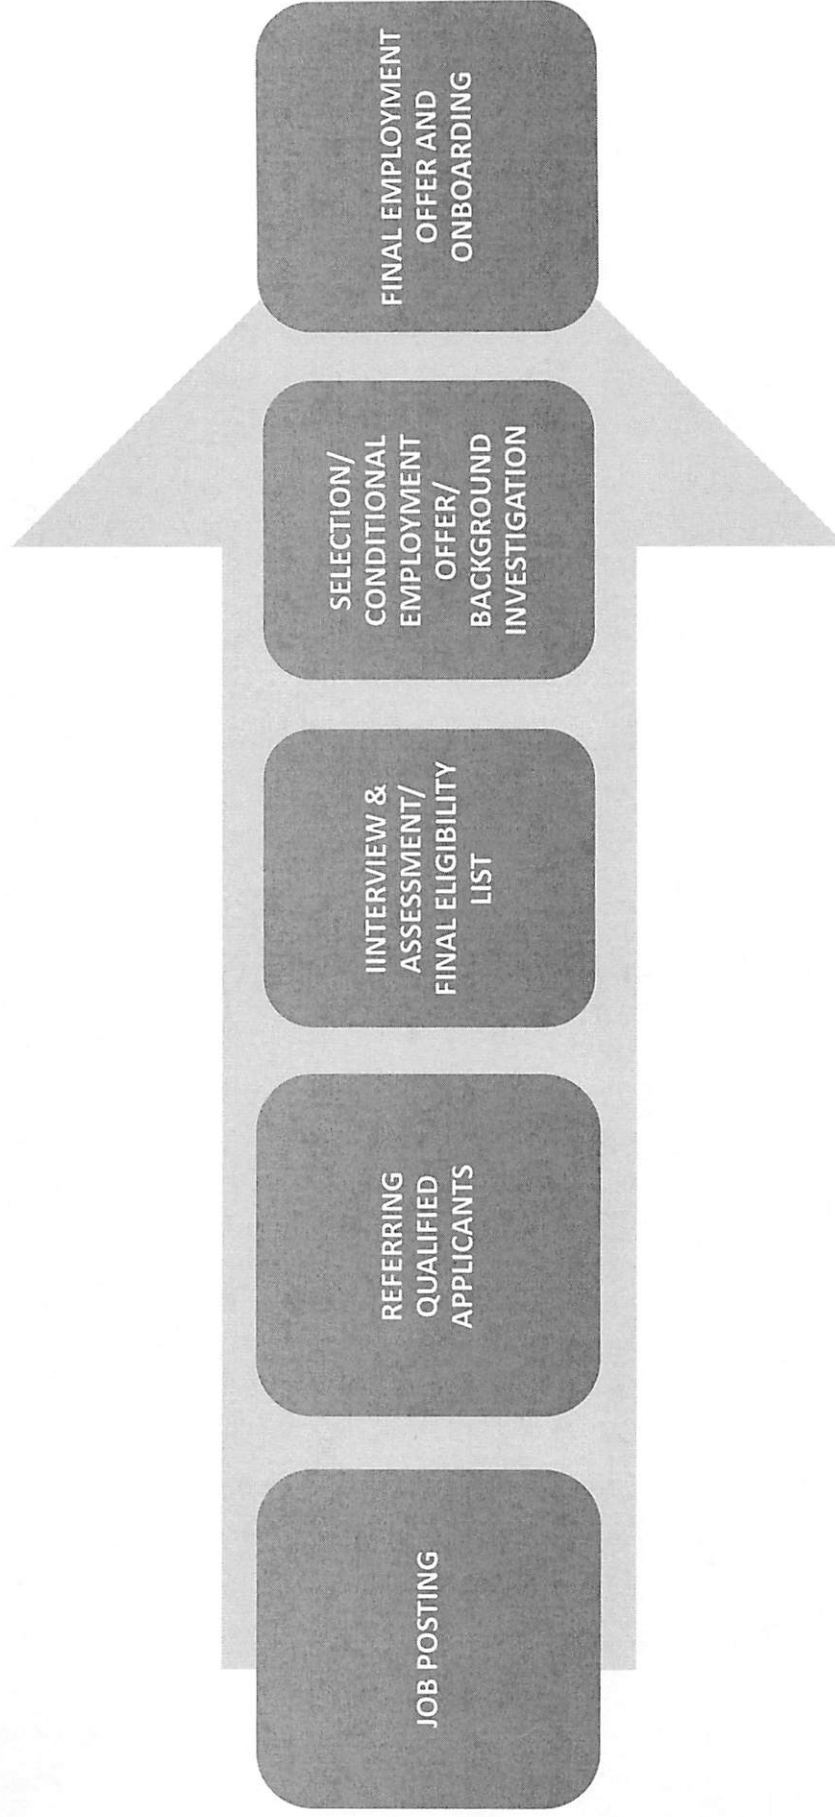 JOB POSTING
REFERRING
QUALIFIED
APPLICANTS
IINTERVIEW &
ASSESSMENT/
FINAL ELIGIBILITY
LIST
SELECTION/
CONDITIONAL
EMPLOYMENT
OFFER/
BACKGROUND
INVESTIGATION
FINAL EMPLOYMENT
OFFER AND
ONBOARDING